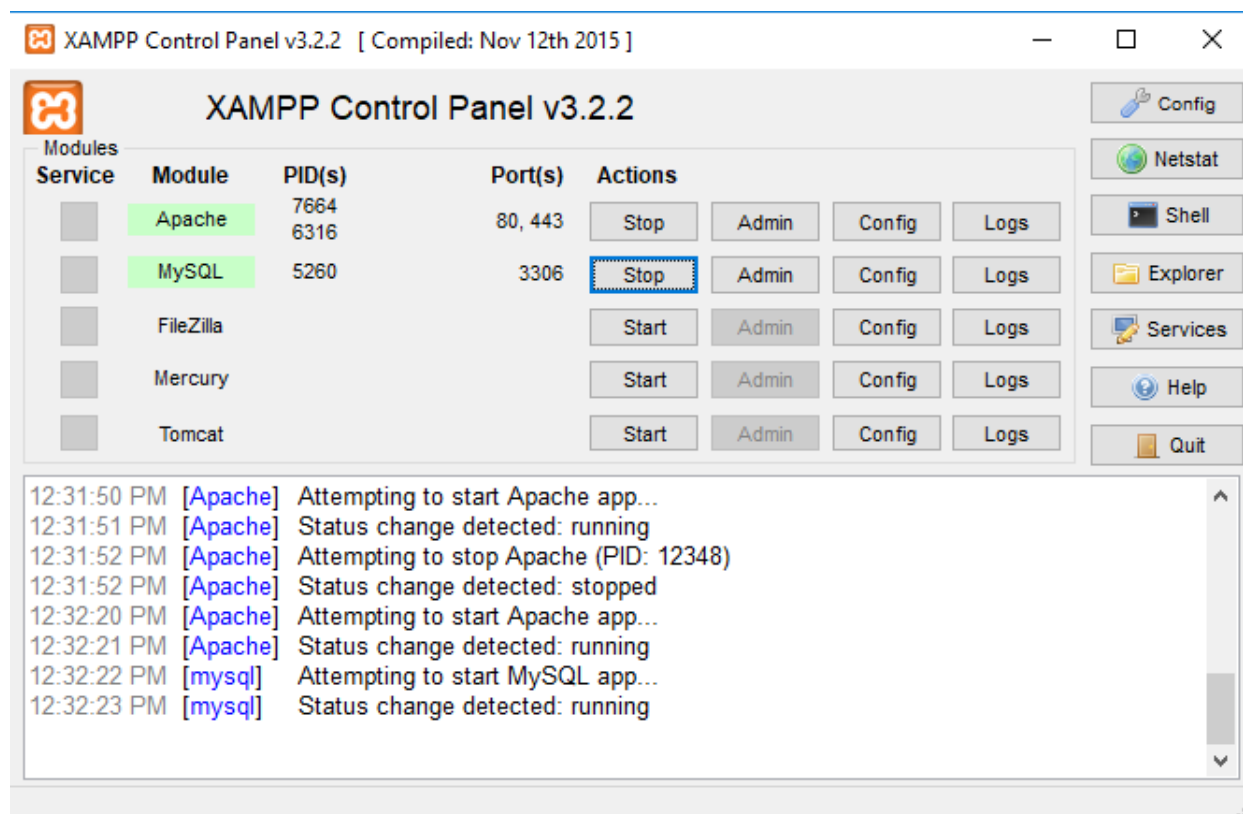 XAMPP Control Panel v3.2.2 [ Compiled: Nov 12th 2015 ]
XAMPP Control Panel v3.2.2
Config
Modules
Netstat
Service Module PID(s) Port(s) Actions
Apache 7664 6316 80, 443 Stop Admin Config Logs
Shell
MySQL 5260 3306 Stop Admin Config Logs
Explorer
FileZilla Start Admin Config Logs
Services
Mercury Start Admin Config Logs
Help
Tomcat Start Admin Config Logs
Quit
12:31:50 PM [Apache] Attempting to start Apache app...
12:31:51 PM [Apache] Status change detected: running
12:31:52 PM [Apache] Attempting to stop Apache (PID: 12348)
12:31:52 PM [Apache] Status change detected: stopped
12:32:20 PM [Apache] Attempting to start Apache app...
12:32:21 PM [Apache] Status change detected: running
12:32:22 PM [mysql] Attempting to start MySQL app...
12:32:23 PM [mysql] Status change detected: running